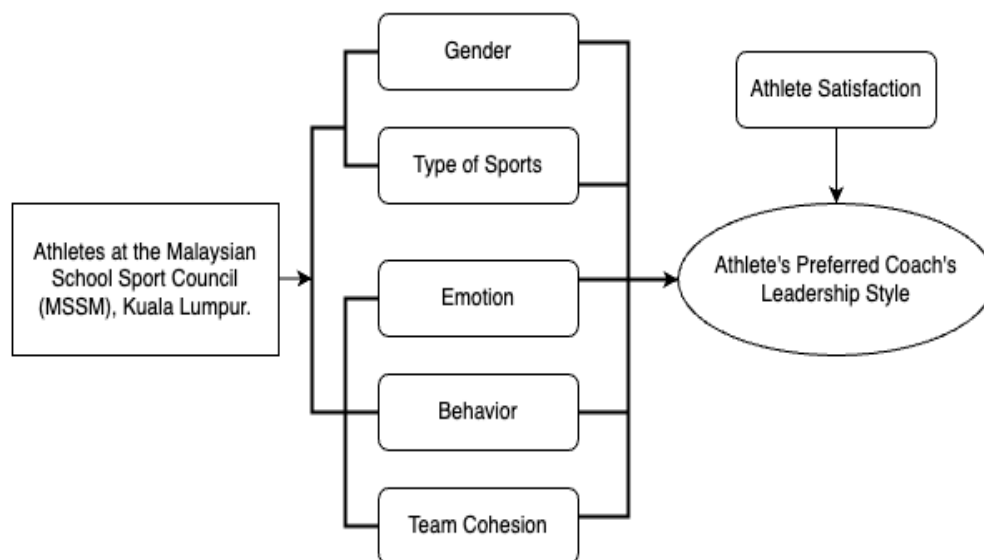 Gender
Athlete Satisfaction
Type of Sports
Athletes at the Malaysian
School Sport Council
(MSSM), Kuala Lumpur.
Athlete's Preferred Coach's
Leadership Style
Emotion
Behavior
Team Cohesion